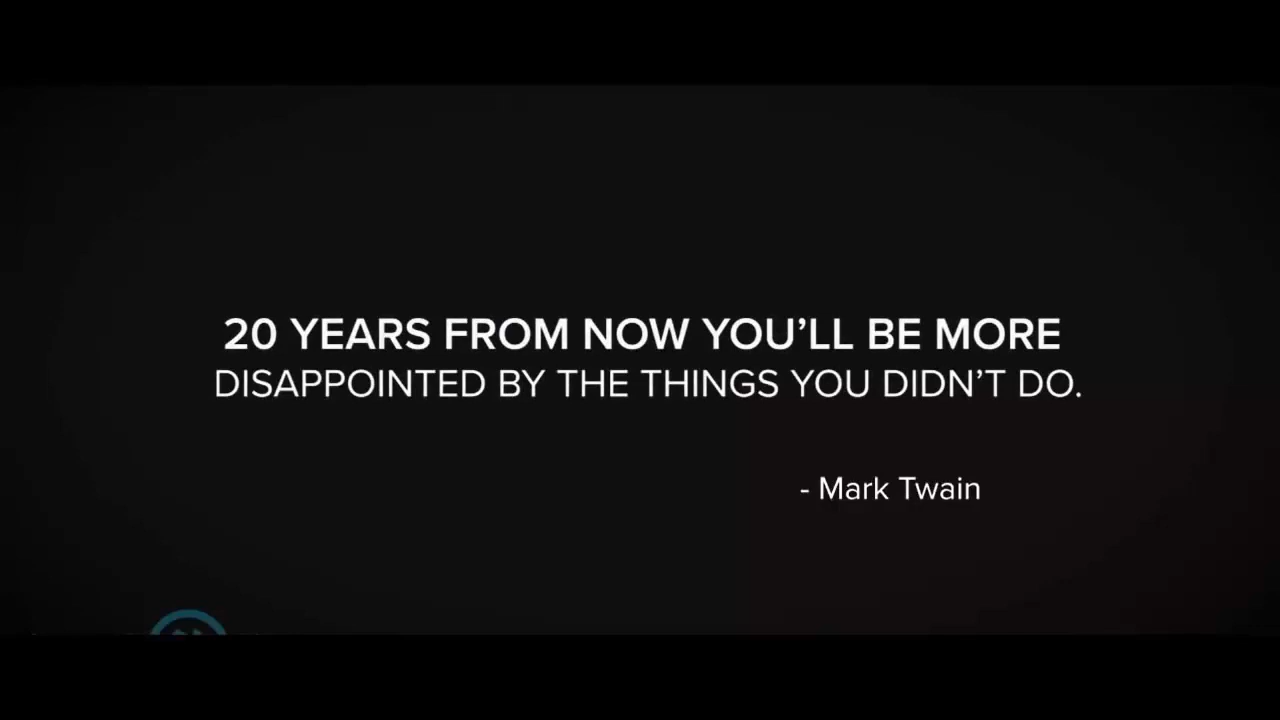 20 YEARS FROM NOW YOU’LL BE MORE
DISAPPOINTED BY THE THINGS YOU DIDN’T DO.
- Mark Twain